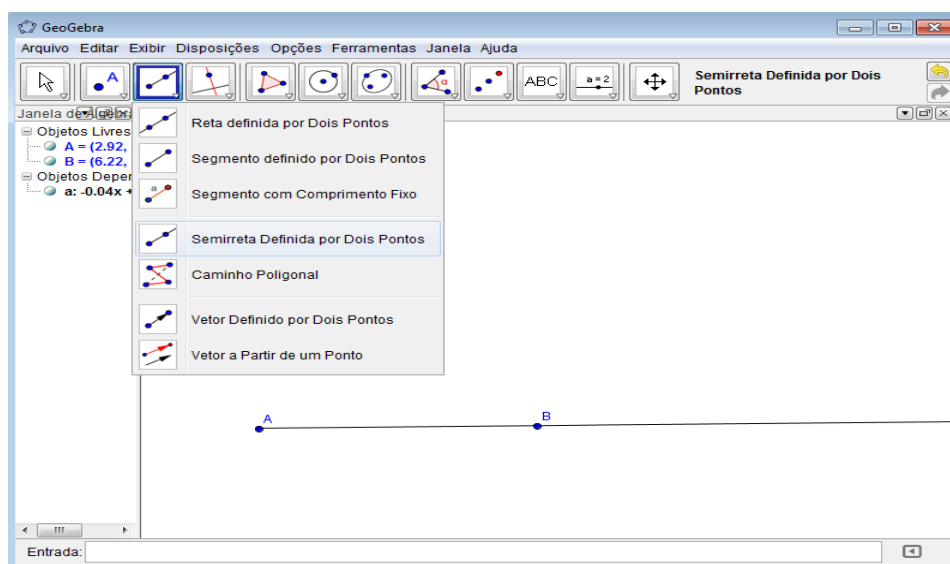 GeoGebra
Arquivo Editar Exibir Disposições Opções Ferramentas Janela Ajuda
A
α
ABC
a = 2
Semirreta Definida por Dois
Pontos
Janela de
Objetos Livres
A = (2.92,
B = (6.22,
Objetos Deper
a: -0.04x +
Reta definida por Dois Pontos
Segmento definido por Dois Pontos
a
Segmento com Comprimento Fixo
Semirreta Definida por Dois Pontos
Caminho Poligonal
Vetor Definido por Dois Pontos
Vetor a Partir de um Ponto
A
B
Entrada: